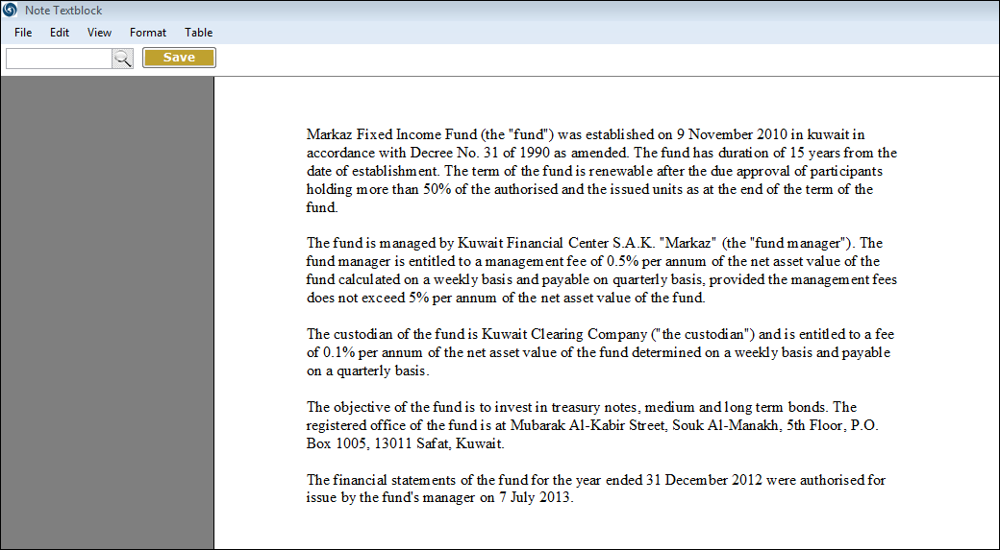 Note Textblock
File Edit View Format Table
Save
Markaz Fixed Income Fund (the "fund") was established on 9 November 2010 in kuwait in
accordance with Decree No. 31 of 1990 as amended. The fund has duration of 15 years from the
date of establishment. The term of the fund is renewable after the due approval of participants
holding more than 50% of the authorised and the issued units as at the end of the term of the
fund.
The fund is managed by Kuwait Financial Center S.A.K. "Markaz" (the "fund manager"). The
fund manager is entitled to a management fee of 0.5% per annum of the net asset value of the
fund calculated on a weekly basis and payable on quarterly basis, provided the management fees
does not exceed 5% per annum of the net asset value of the fund.
The custodian of the fund is Kuwait Clearing Company ("the custodian") and is entitled to a fee
of 0.1% per annum of the net asset value of the fund determined on a weekly basis and payable
on a quarterly basis.
The objective of the fund is to invest in treasury notes, medium and long term bonds. The
registered office of the fund is at Mubarak Al-Kabir Street, Souk Al-Manakh, 5th Floor, P.O.
Box 1005, 13011 Safat, Kuwait.
The financial statements of the fund for the year ended 31 December 2012 were authorised for
issue by the fund's manager on 7 July 2013.